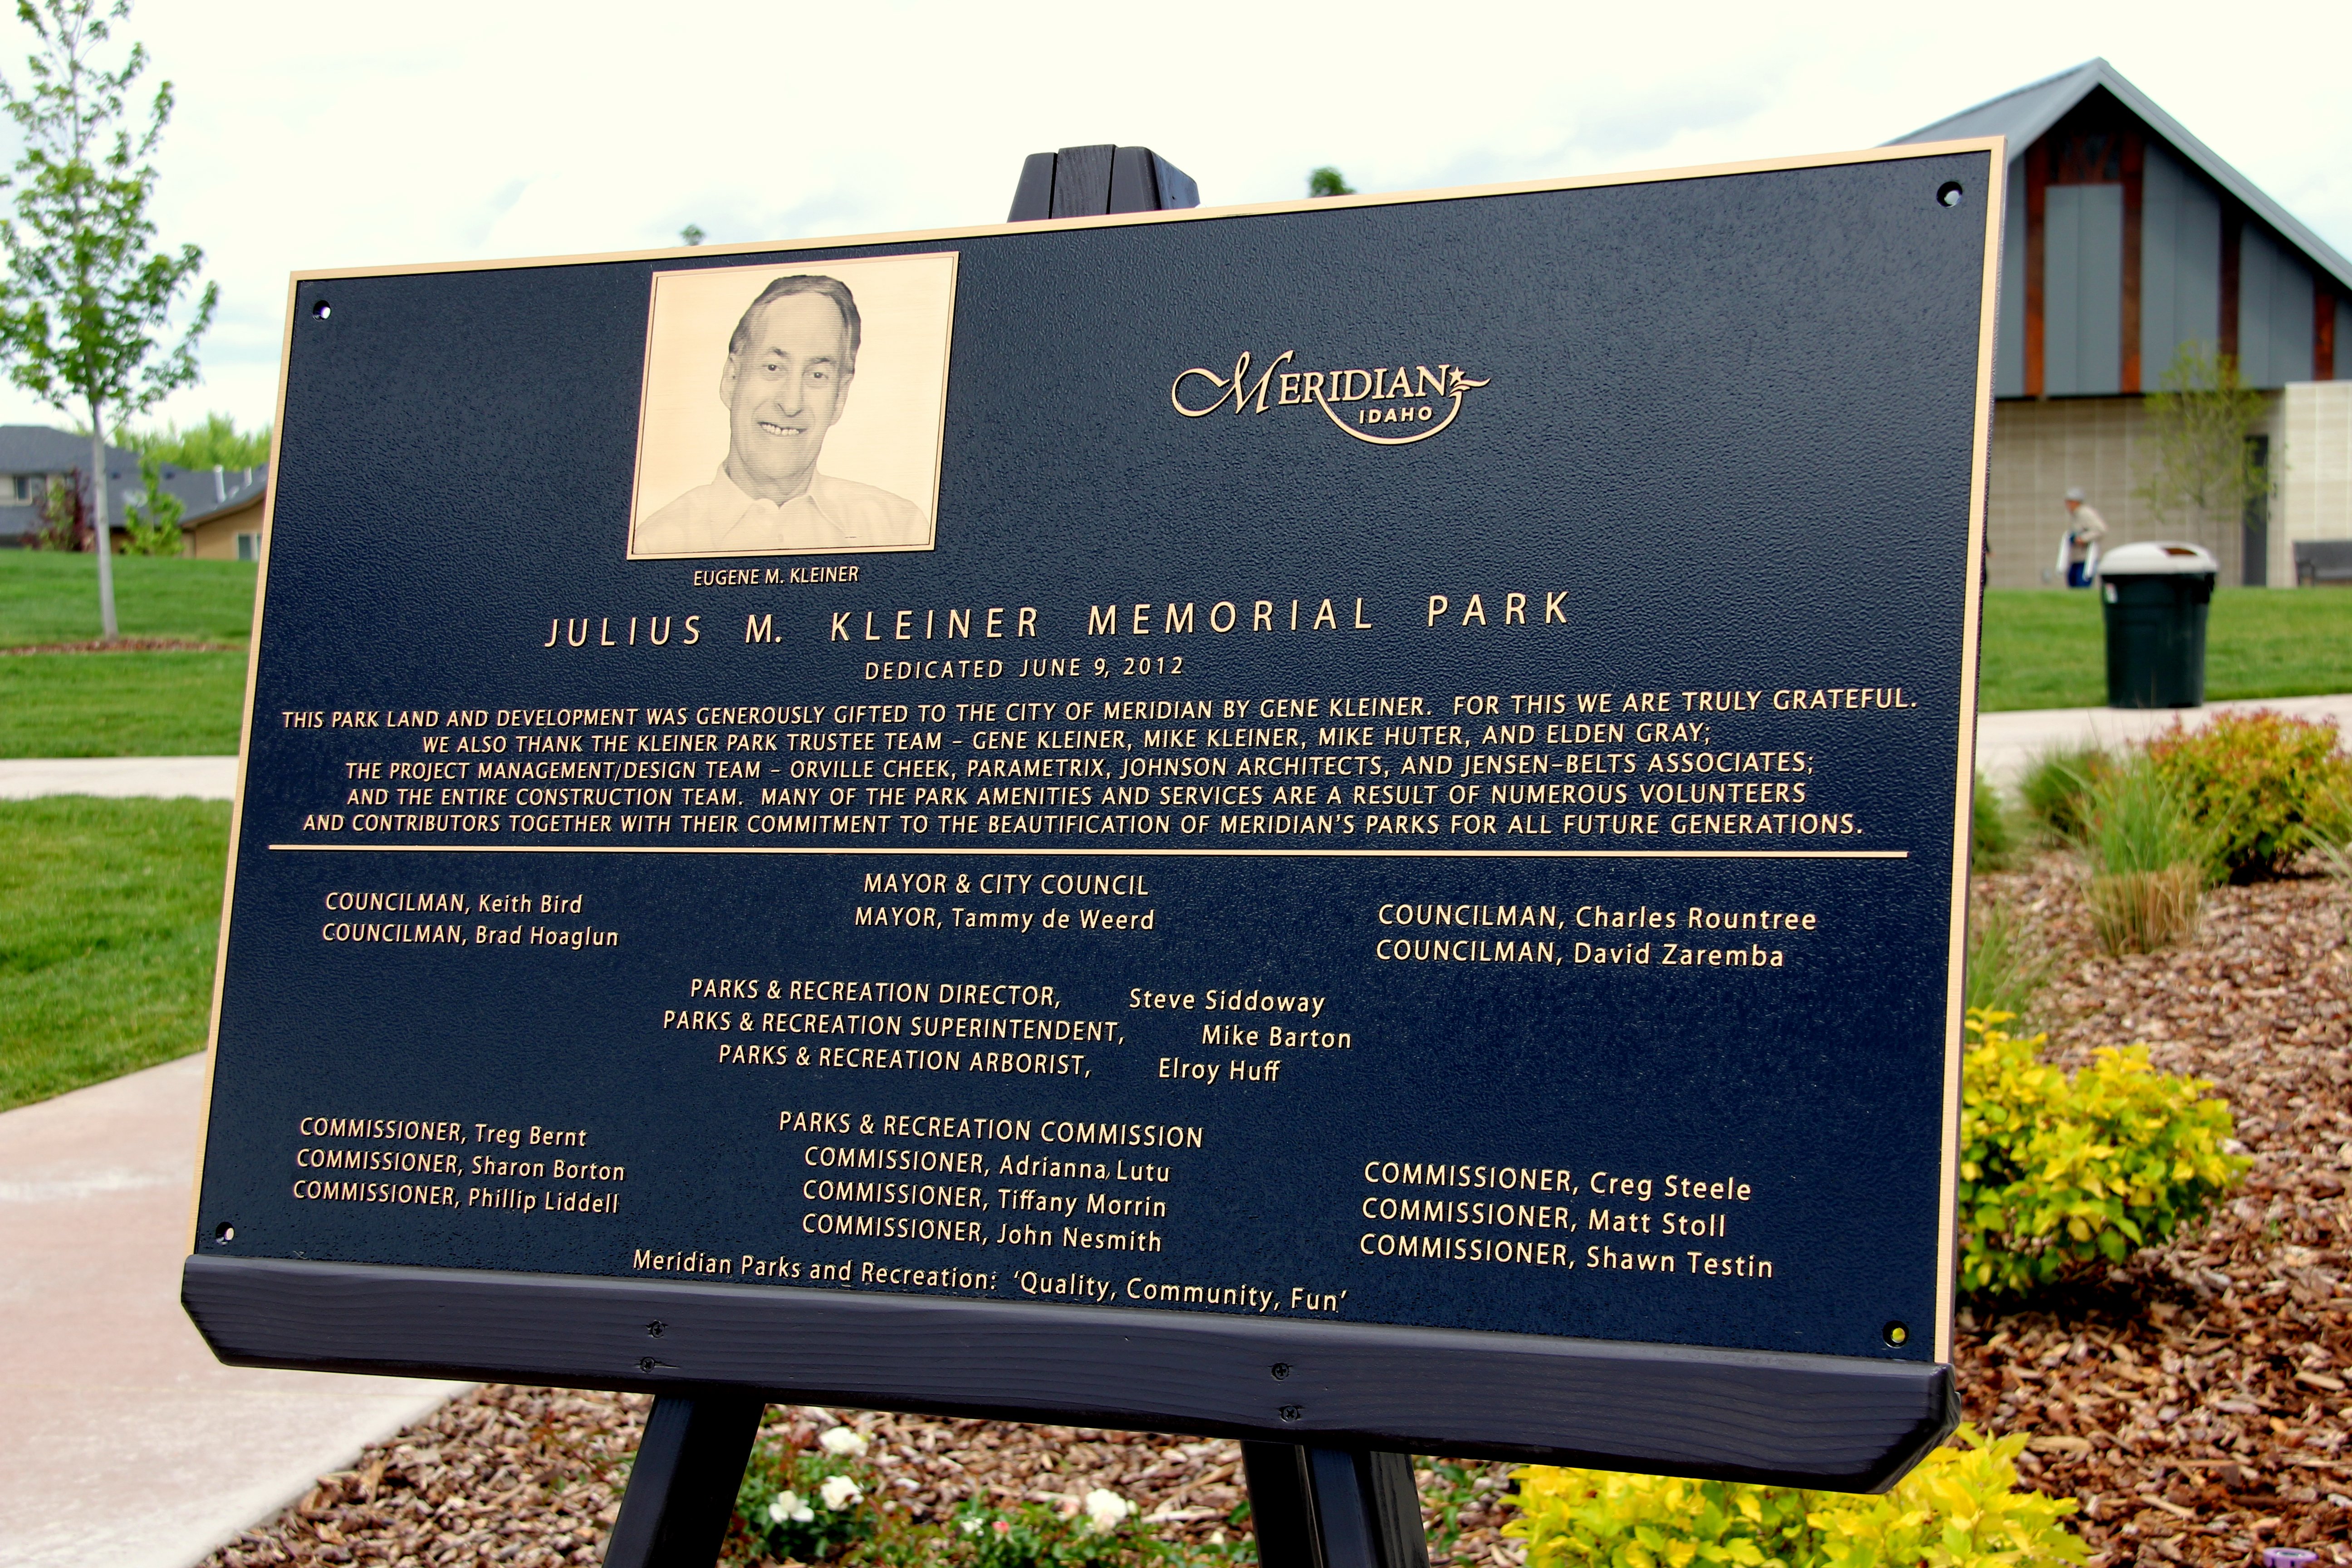 MERIDIAN
IDAHO
EUGENE M. KLEINER
JULIUS M. KLEINER MEMORIAL PARK
DEDICATED JUNE 9, 2012
THIS PARK LAND AND DEVELOPMENT WAS GENEROUSLY GIFTED TO THE CITY OF MERIDIAN BY GENE KLEINER. FOR THIS WE ARE TRULY GRATEFUL.
WE ALSO THANK THE KLEINER PARK TRUSTEE TEAM – GENE KLEINER, MIKE KLEINER, MIKE HUTER, AND ELDEN GRAY;
THE PROJECT MANAGEMENT/DESIGN TEAM – ORVILLE CHEEK, PARAMETRIX, JOHNSON ARCHITECTS, AND JENSEN–BELTS ASSOCIATES;
AND THE ENTIRE CONSTRUCTION TEAM. MANY OF THE PARK AMENITIES AND SERVICES ARE A RESULT OF NUMEROUS VOLUNTEERS
AND CONTRIBUTORS TOGETHER WITH THEIR COMMITMENT TO THE BEAUTIFICATION OF MERIDIAN'S PARKS FOR ALL FUTURE GENERATIONS.
MAYOR & CITY COUNCIL
MAYOR, Tammy de Weerd
COUNCILMAN, Keith Bird
COUNCILMAN, Brad Hoaglun
COUNCILMAN, Charles Rountree
COUNCILMAN, David Zaremba
PARKS & RECREATION DIRECTOR, Steve Siddoway
PARKS & RECREATION SUPERINTENDENT, Mike Barton
PARKS & RECREATION ARBORIST, Elroy Huff
PARKS & RECREATION COMMISSION
COMMISSIONER, Treg Bernt
COMMISSIONER, Sharon Borton
COMMISSIONER, Phillip Liddell
COMMISSIONER, Adrianna Lutu
COMMISSIONER, Tiffany Morrin
COMMISSIONER, John Nesmith
COMMISSIONER, Creg Steele
COMMISSIONER, Matt Stoll
COMMISSIONER, Shawn Testin
Meridian Parks and Recreation: 'Quality, Community, Fun'